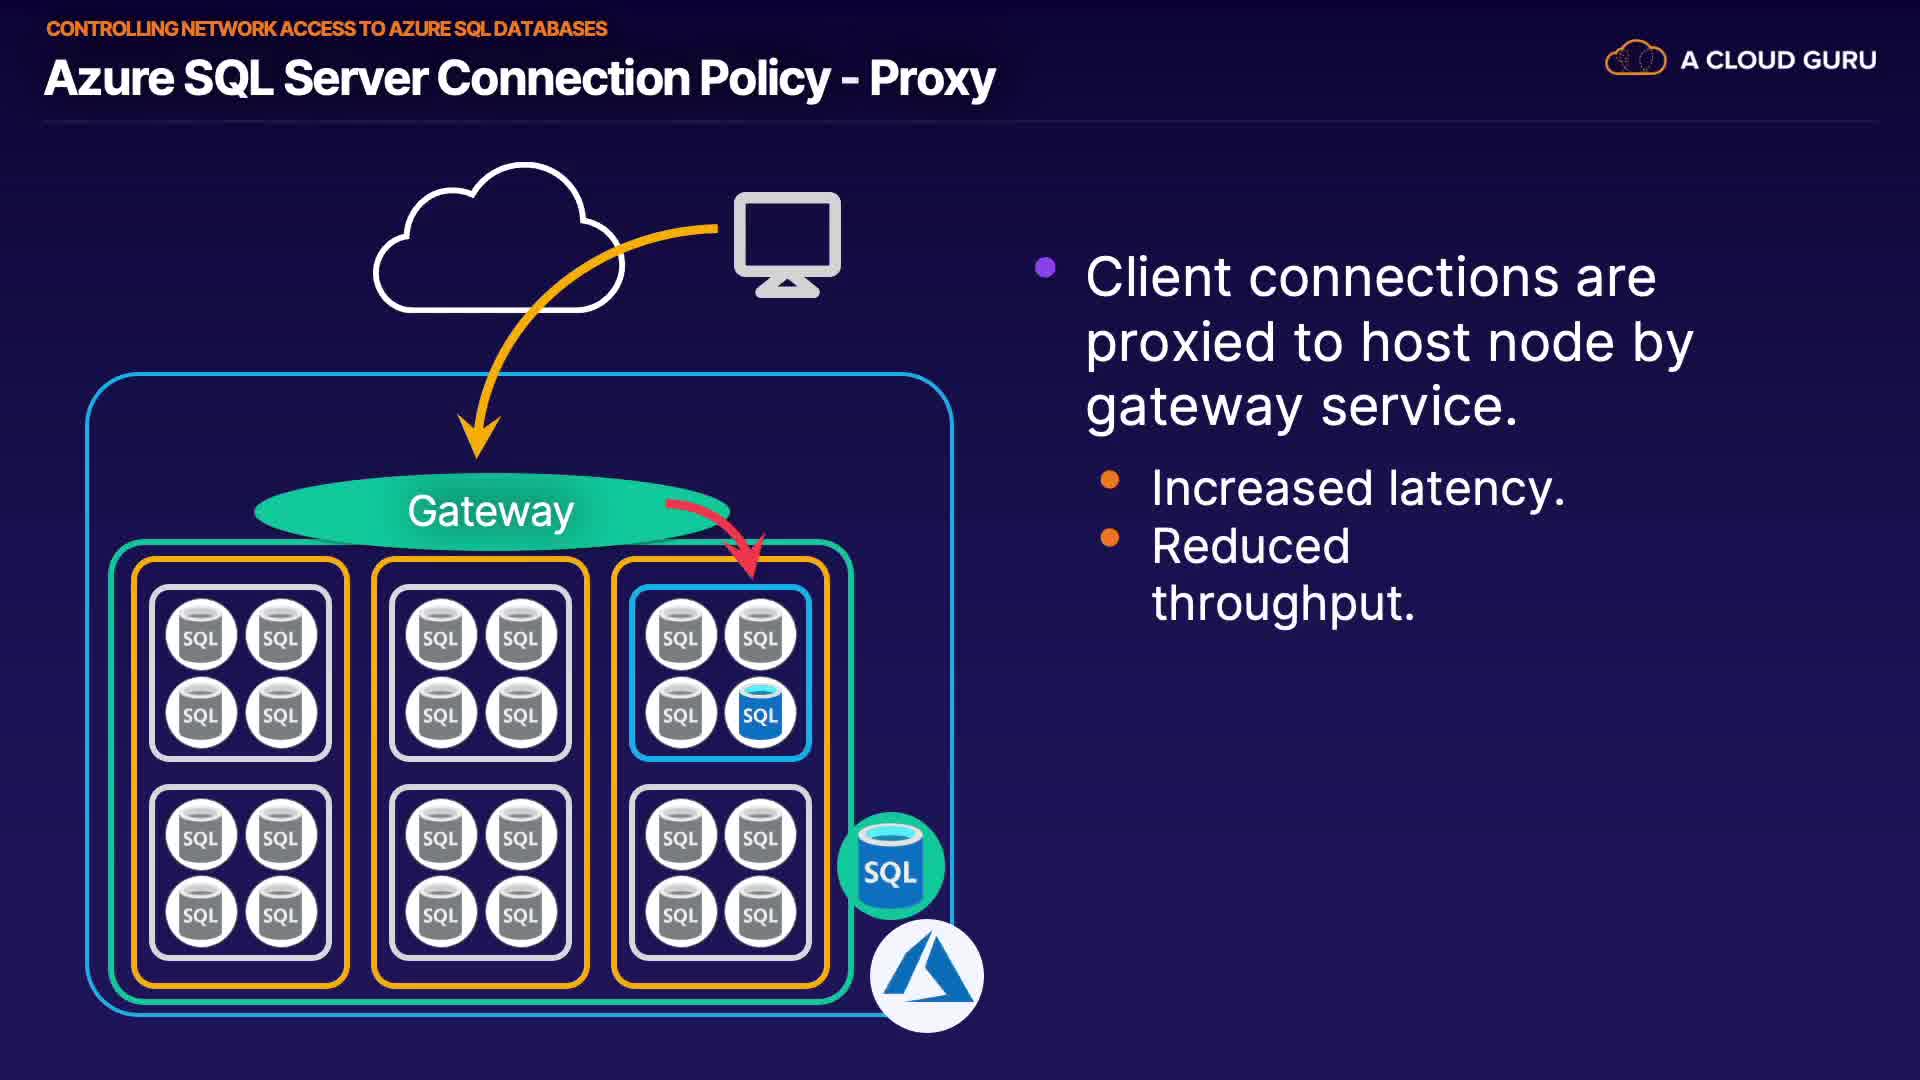 CONTROLLING NETWORK ACCESS TO AZURE SQL DATABASES
Azure SQL Server Connection Policy - Proxy
A CLOUD GURU
Client connections are
proxied to host node by
gateway service.
Increased latency.
Reduced
throughput.
Gateway
SQL SQL SQL SQL SQL SQL
SQL SQL SQL SQL SQL SQL
SQL SQL SQL SQL SQL SQL
SQL
SQL SQL SQL SQL SQL SQL